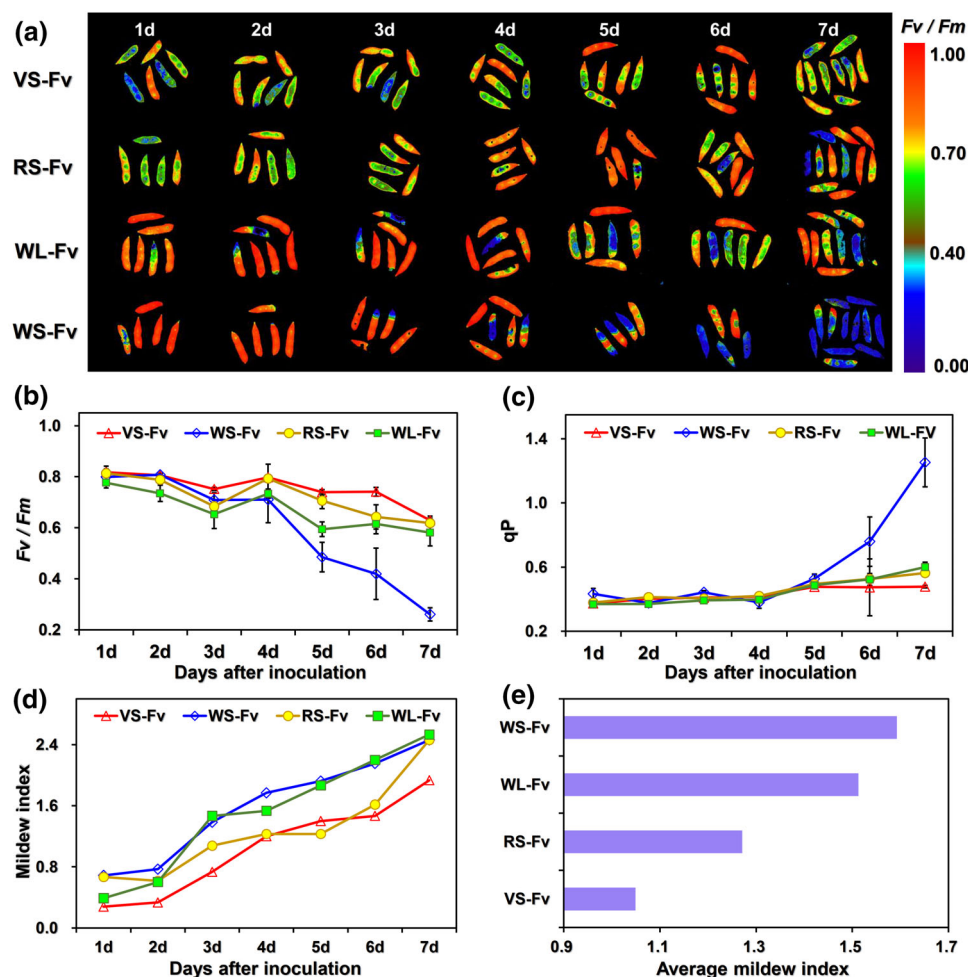 (a)
1d 2d 3d 4d 5d 6d 7d
Fv / Fm
VS-Fv
RS-Fv
WL-Fv
WS-Fv
1.00
0.70
0.40
0.00
(b)
VS-Fv WS-Fv RS-Fv WL-Fv
Fv / Fm
1.0
0.8
0.6
0.4
0.2
1d 2d 3d 4d 5d 6d 7d
Days after inoculation
(c)
VS-Fv WS-Fv RS-Fv WL-FV
qP
1.4
1.0
0.6
0.2
1d 2d 3d 4d 5d 6d 7d
Days after inoculation
(d)
VS-Fv WS-Fv RS-Fv WL-Fv
Mildew index
2.4
1.6
0.8
0.0
1d 2d 3d 4d 5d 6d 7d
Days after inoculation
(e)
WS-Fv
WL-Fv
RS-Fv
VS-Fv
0.9 1.1 1.3 1.5 1.7
Average mildew index